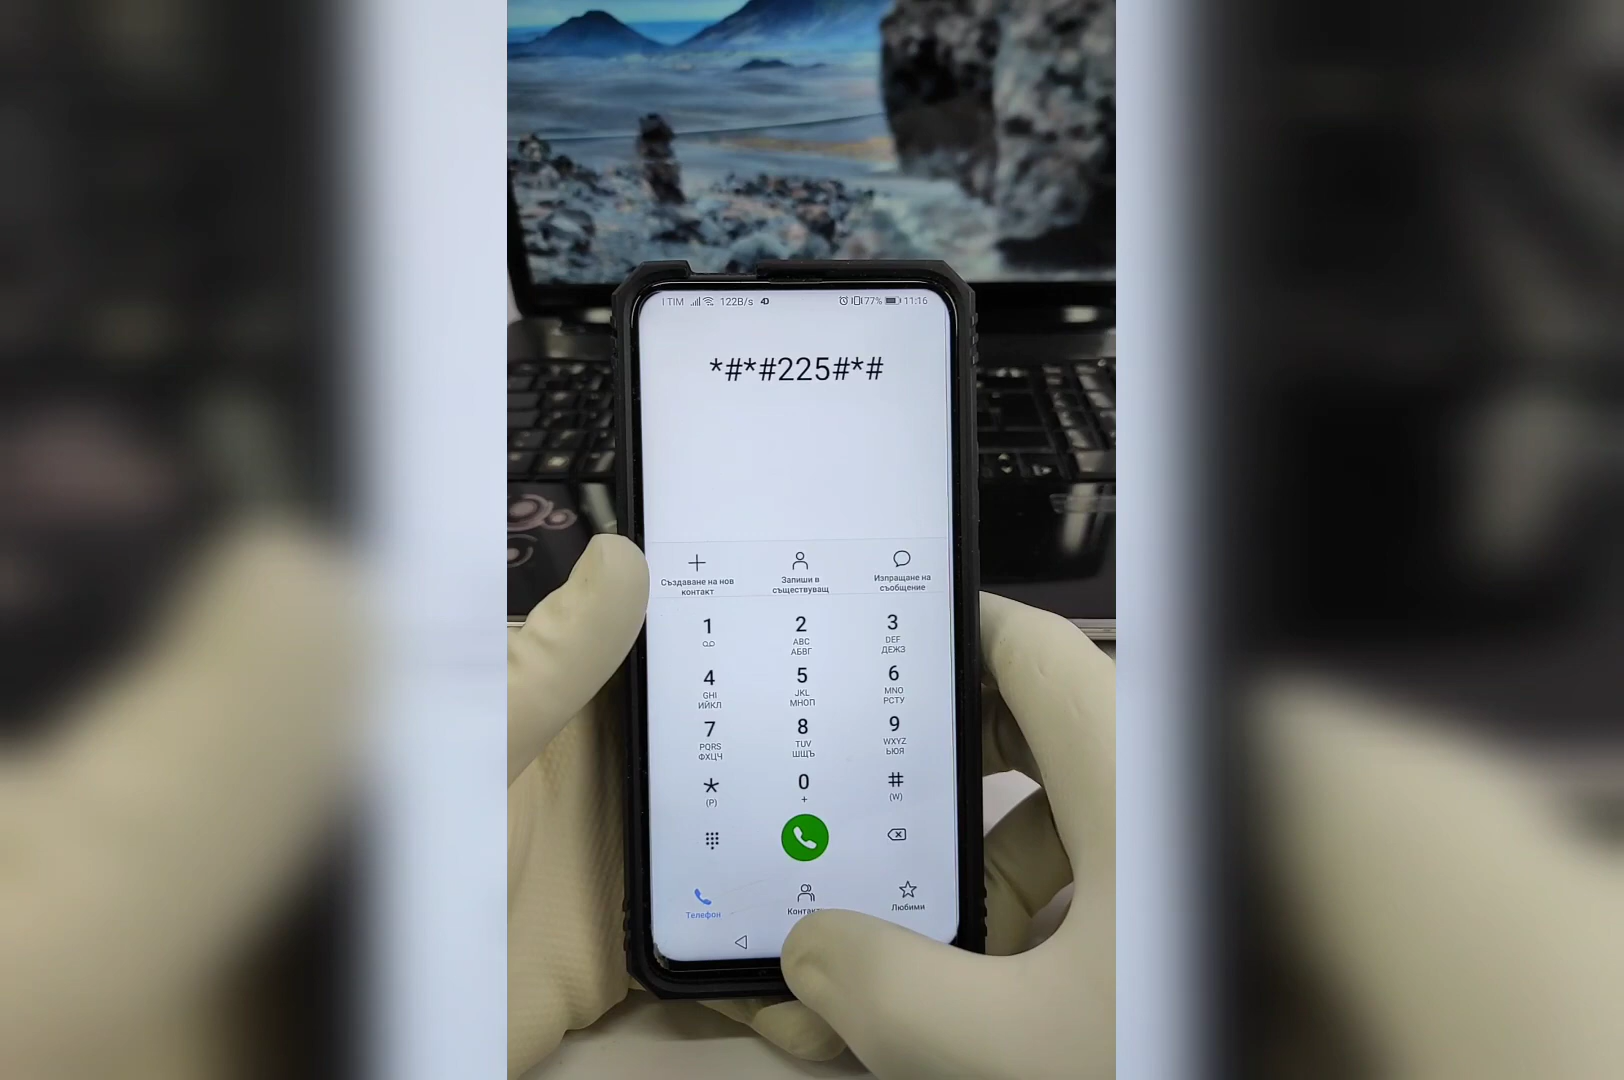 I TIM 122B/s 77% 11:16
*#*#225#*#
Създаване на нов контакт
Запиши в съществуващ
Изпращане на съобщение
1
2
ABC
АБВГ
3
DEF
ДЕЖЗ
4
GHI
ИЙКЛ
5
JKL
МНОП
6
MNO
РСТУ
7
PQRS
ФХЦЧ
8
TUV
ШЩЪ
9
WXYZ
ЬЮЯ
*
(P)
0
+
#
(W)
Телефон
Любими